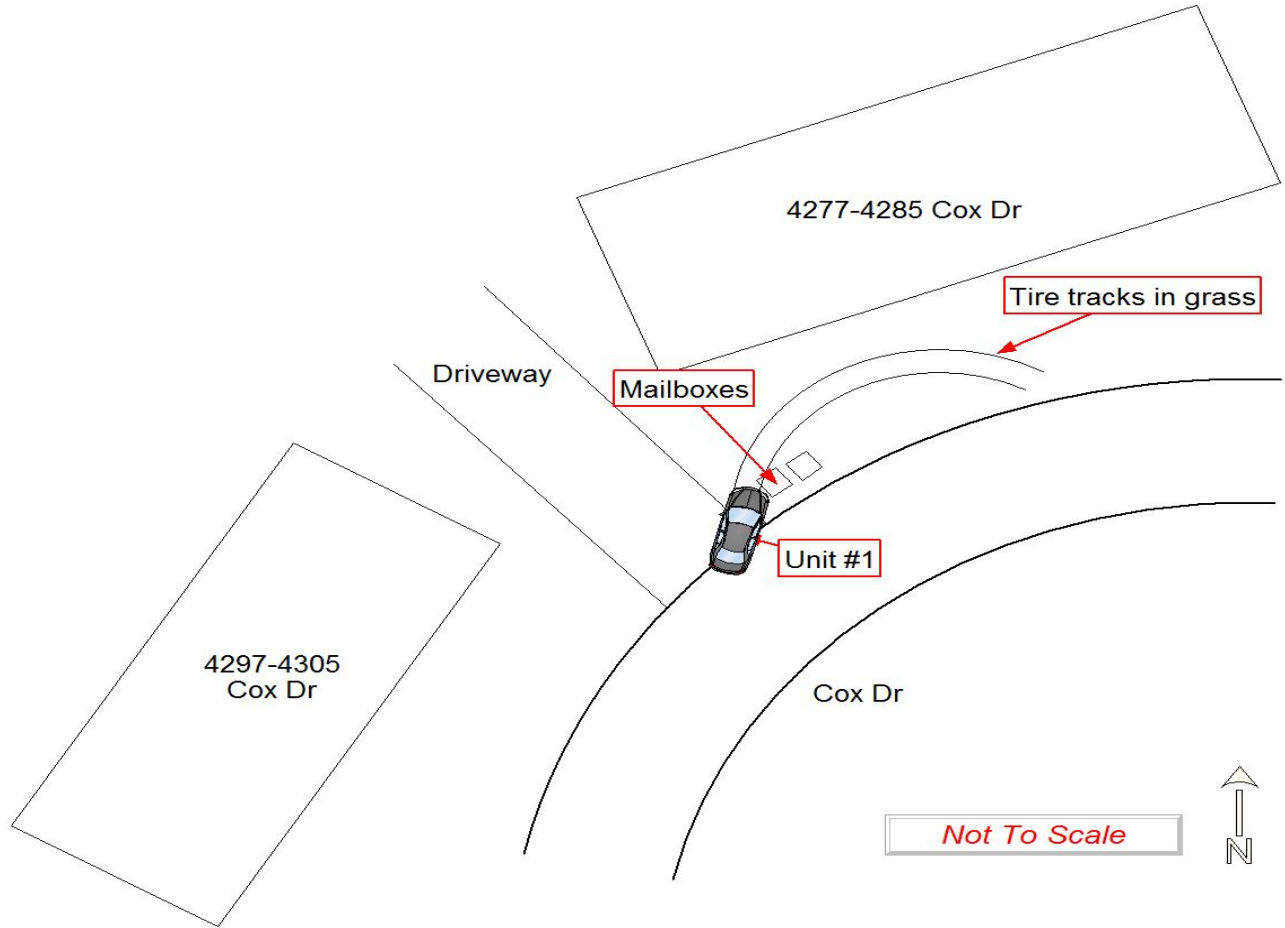 4277-4285 Cox Dr
Tire tracks in grass
Driveway
Mailboxes
Unit #1
4297-4305
Cox Dr
Cox Dr
Not To Scale
N